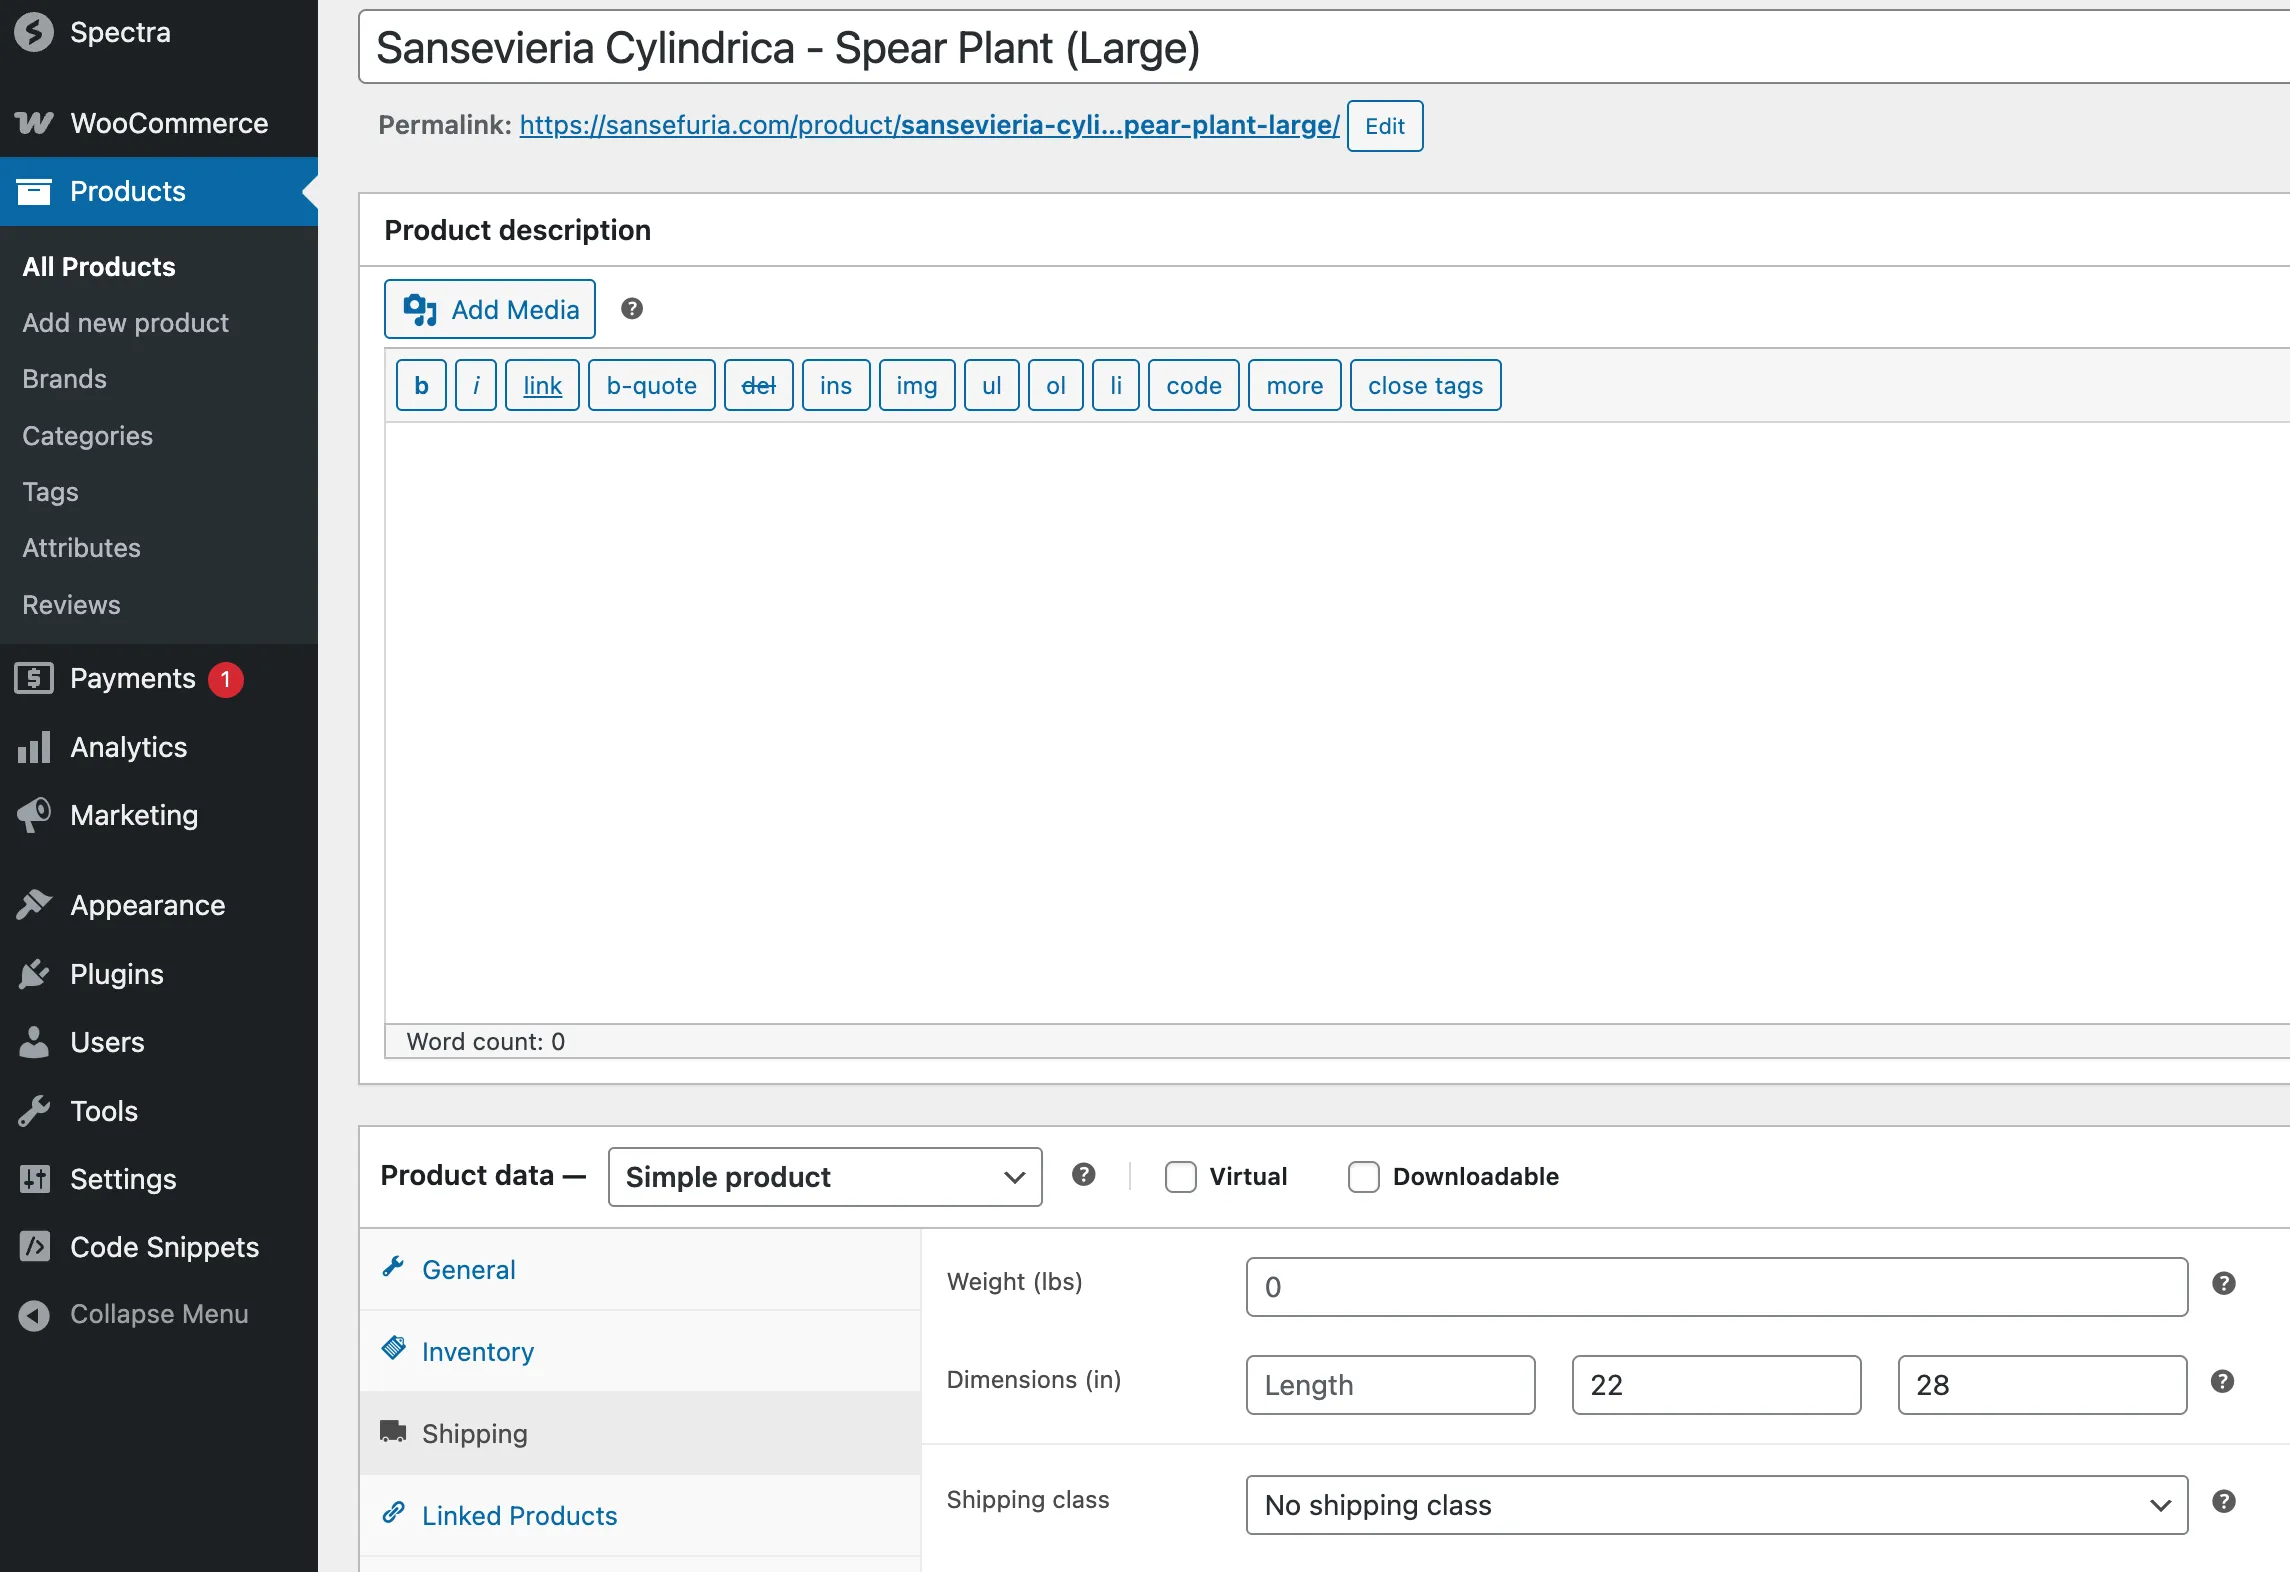 Spectra
WooCommerce
Products
All Products
Add new product
Brands
Categories
Tags
Attributes
Reviews
Payments 1
Analytics
Marketing
Appearance
Plugins
Users
Tools
Settings
Code Snippets
Collapse Menu
Sansevieria Cylindrica - Spear Plant (Large)
Permalink: https://sansefuria.com/product/sansevieria-cyli...pear-plant-large/ Edit
Product description
Add Media ?
b i link b-quote del ins img ul ol li code more close tags
Word count: 0
Product data — Simple product ? Virtual Downloadable
General
Inventory
Shipping
Linked Products
Weight (lbs) 0 ?
Dimensions (in) Length 22 28 ?
Shipping class No shipping class ?